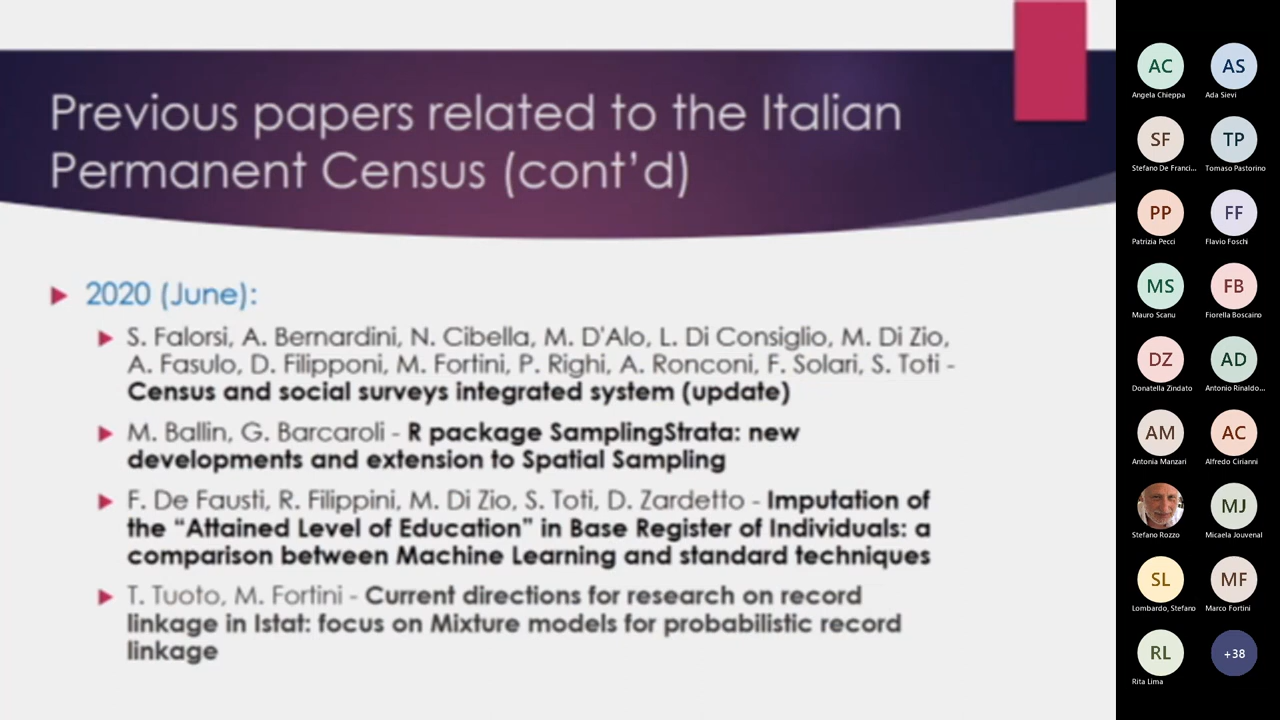 Previous papers related to the Italian
Permanent Census (cont'd)
2020 (June):
S. Falorsi, A. Bernardini, N. Cibella, M. D'Alo, L. Di Consiglio, M. Di Zio,
A. Fasulo, D. Filipponi, M. Fortini, P. Righi, A. Ronconi, F. Solari, S. Toti -
Census and social surveys integrated system (update)
M. Ballin, G. Barcaroli - R package SamplingStrata: new
developments and extension to Spatial Sampling
F. De Fausti, R. Filippini, M. Di Zio, S. Toti, D. Zardetto - Imputation of
the “Attained Level of Education” in Base Register of Individuals: a
comparison between Machine Learning and standard techniques
T. Tuoto, M. Fortini - Current directions for research on record
linkage in Istat: focus on Mixture models for probabilistic record
linkage
AC AS
Angela Chieppa Ada Sievi
SF TP
Stefano De Franci... Tomaso Pastorino
PP FF
Patrizia Pecci Flavio Foschi
MS FB
Mauro Scanu Fiorella Boscaino
DZ AD
Donatella Zindato Antonio Rinaldo...
AM AC
Antonia Manzari Alfredo Cirianni
MJ
Stefano Rozzo Micaela Jouvenal
SL MF
Lombardo, Stefano Marco Fortini
RL +38
Rita Lima